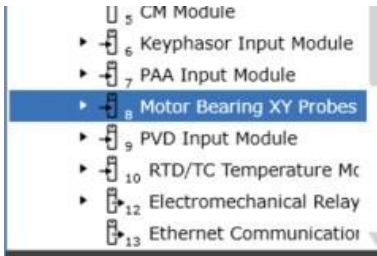 5 CM Module
6 Keyphasor Input Module
7 PAA Input Module
8 Motor Bearing XY Probes
9 PVD Input Module
10 RTD/TC Temperature Mc
12 Electromechanical Relay
13 Ethernet Communication